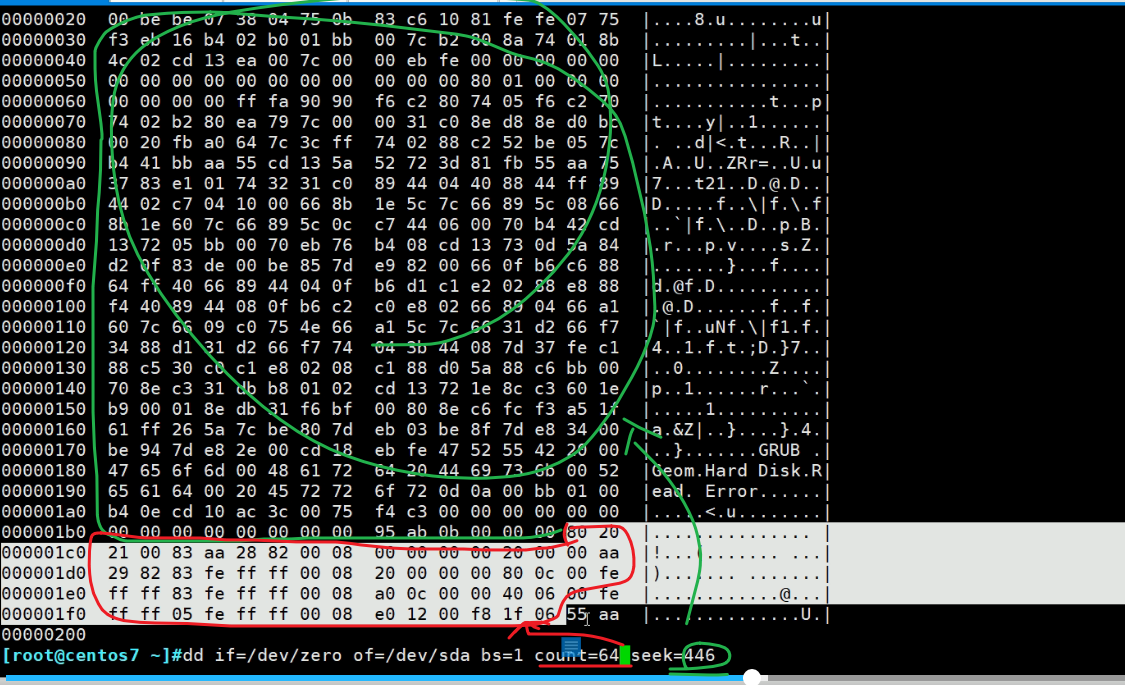 00000020  00 be be 07 38 04 75 0b  83 c6 10 81 fe fe 07 75  |....8.u........u|
00000030  f3 eb 16 b4 02 b0 01 bb  00 7c b2 80 8a 74 01 8b  |.........|...t..|
00000040  4c 02 cd 13 ea 00 7c 00  00 eb fe 00 00 00 00 00  |L.....|.........|
00000050  00 00 00 00 00 00 00 00  00 00 00 00 80 01 00 00 00  |................|
00000060  00 00 00 00 ff fa 90 90  f6 c2 80 74 05 f6 c2 70  |...........t...p|
00000070  74 02 b2 80 ea 79 7c 00  00 31 c0 8e d8 8e d0 bc  |t....y|..1......|
00000080  00 20 fb a0 64 7c 3c ff  74 02 88 c2 52 be 05 7c  |. ..d|<.t...R..||
00000090  b4 41 bb aa 55 cd 13 5a  52 72 3d 81 fb 55 aa 75  |.A..U..ZRr=..U.u|
000000a0  37 83 e1 01 74 32 31 c0  89 44 04 40 88 44 ff 89  |7...t21..D.@.D..|
000000b0  44 02 c7 04 10 00 66 8b  1e 5c 7c 66 89 5c 08 66  |D.....f..\|f.\.f|
000000c0  8b 1e 60 7c 66 89 5c 0c  c7 44 06 00 70 b4 42 cd  |..`|f.\..D..p.B.|
000000d0  13 72 05 bb 00 70 eb 76  b4 08 cd 13 73 0d 5a 84  |.r...p.v....s.Z.|
000000e0  d2 0f 83 de 00 be 85 7d  e9 82 00 66 0f b6 c6 88  |.......}...f....|
000000f0  64 ff 40 66 89 44 04 0f  b6 d1 c1 e2 02 88 e8 88  |d.@f.D..........|
00000100  f4 40 89 44 08 0f b6 c2  c0 e8 02 66 89 04 66 a1  |.@.D.......f..f.|
00000110  60 7c 66 09 c0 75 4e 66  a1 5c 7c 66 31 d2 66 f7  |`|f..uNf.\|f1.f.|
00000120  34 88 d1 31 d2 66 f7 74  04 3b 44 08 7d 37 fe c1  |4..1.f.t.;D.}7..|
00000130  88 c5 30 c0 c1 e8 02 08  c1 88 d0 5a 88 c6 bb 00  |..0........Z....|
00000140  70 8e c3 31 db b8 01 02  cd 13 72 1e 8c c3 60 1e  |p..1......r...`.|
00000150  b9 00 01 8e db 31 f6 bf  00 80 8e c6 fc f3 a5 1f  |.....1..........|
00000160  61 ff 26 5a 7c be 80 7d  eb 03 be 8f 7d e8 34 00  |a.&Z|..}....}.4.|
00000170  be 94 7d e8 2e 00 cd 18  eb fe 47 52 55 42 20 00  |..}.......GRUB .|
00000180  47 65 6f 6d 00 48 61 72  64 20 44 69 73 6b 00 52  |Geom.Hard Disk.R|
00000190  65 61 64 00 20 45 72 72  6f 72 0d 0a 00 bb 01 00  |ead. Error......|
000001a0  b4 0e cd 10 ac 3c 00 75  f4 c3 00 00 00 00 00 00  |.....<.u........|
000001b0  00 00 00 00 00 00 00 00  95 ab 0b 00 00 00 80 20  |............... |
000001c0  21 00 83 aa 28 82 00 08  00 00 00 00 20 00 00 aa  |!...(....... ...|
000001d0  29 82 83 fe ff ff 00 08  20 00 00 00 80 0c 00 fe  |)....... .......|
000001e0  ff ff 83 fe ff ff 00 08  a0 0c 00 00 40 06 00 fe  |............@...|
000001f0  ff ff 05 fe ff ff 00 08  e0 12 00 f8 1f 06 55 aa  |..............U.|
00000200
[root@centos7 ~]#dd if=/dev/zero of=/dev/sda bs=1 count=64 seek=446